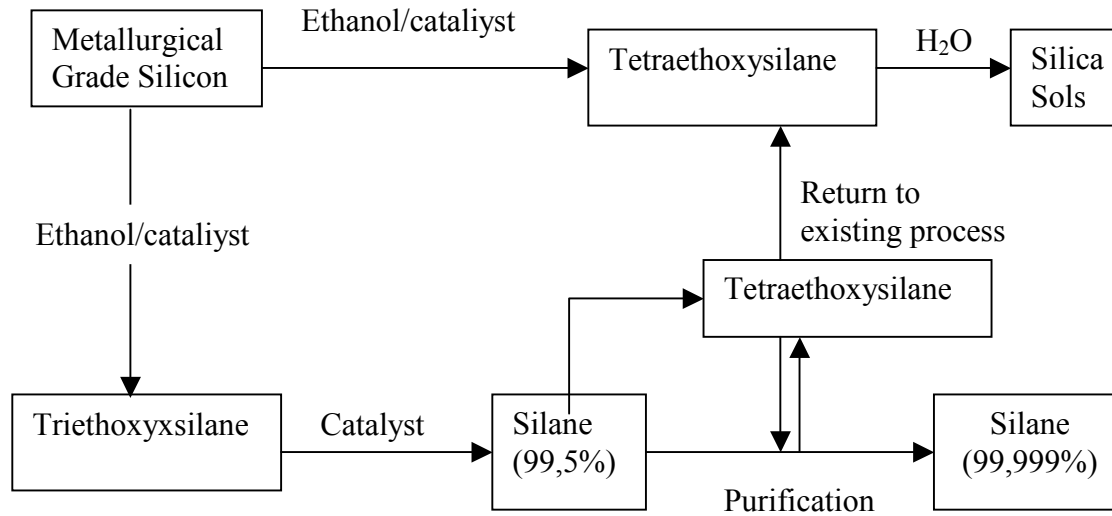 Metallurgical
Grade Silicon
Ethanol/cataliyst
Tetraethoxysilane
H₂O
Silica
Sols
Ethanol/cataliyst
Return to
existing process
Tetraethoxysilane
Triethoxyxsilane
Catalyst
Silane
(99,5%)
Purification
Silane
(99,999%)